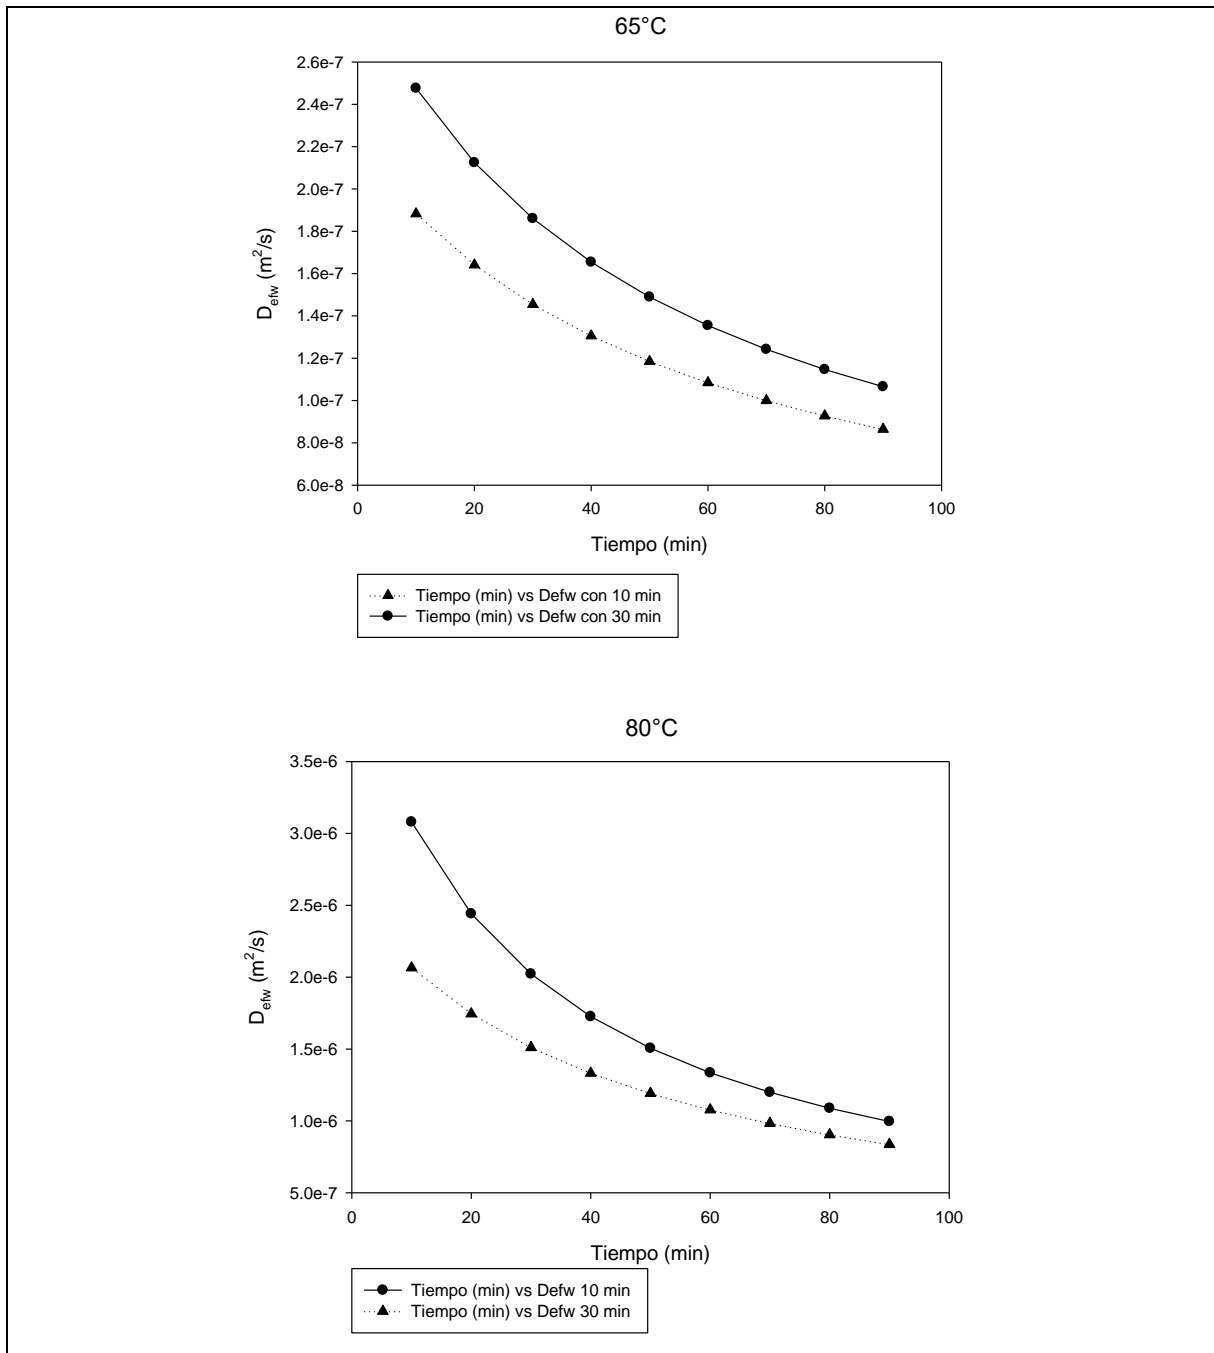 65°C
2.6e-7
2.4e-7
2.2e-7
2.0e-7
1.8e-7
1.6e-7
1.4e-7
1.2e-7
1.0e-7
8.0e-8
6.0e-8
D_efw (m²/s)
0 20 40 60 80 100
Tiempo (min)
Tiempo (min) vs Defw con 10 min
Tiempo (min) vs Defw con 30 min
80°C
3.5e-6
3.0e-6
2.5e-6
2.0e-6
1.5e-6
1.0e-6
5.0e-7
D_efw (m²/s)
0 20 40 60 80 100
Tiempo (min)
Tiempo (min) vs Defw 10 min
Tiempo (min) vs Defw 30 min